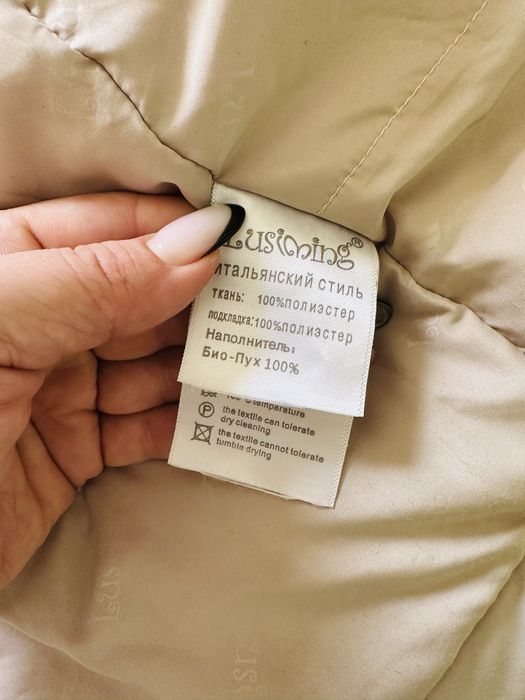 Lusiming®
ИТАЛЬЯНСКИЙ СТИЛЬ
ТКАНЬ: 100%ПОЛИЭСТЕР
ПОДКЛАДКА:100%ПОЛИЭСТЕР
Наполнитель:
Био-Пух 100%
temperature
P
the textile can tolerate
dry cleaning
the textile cannot tolerate
tumble drying